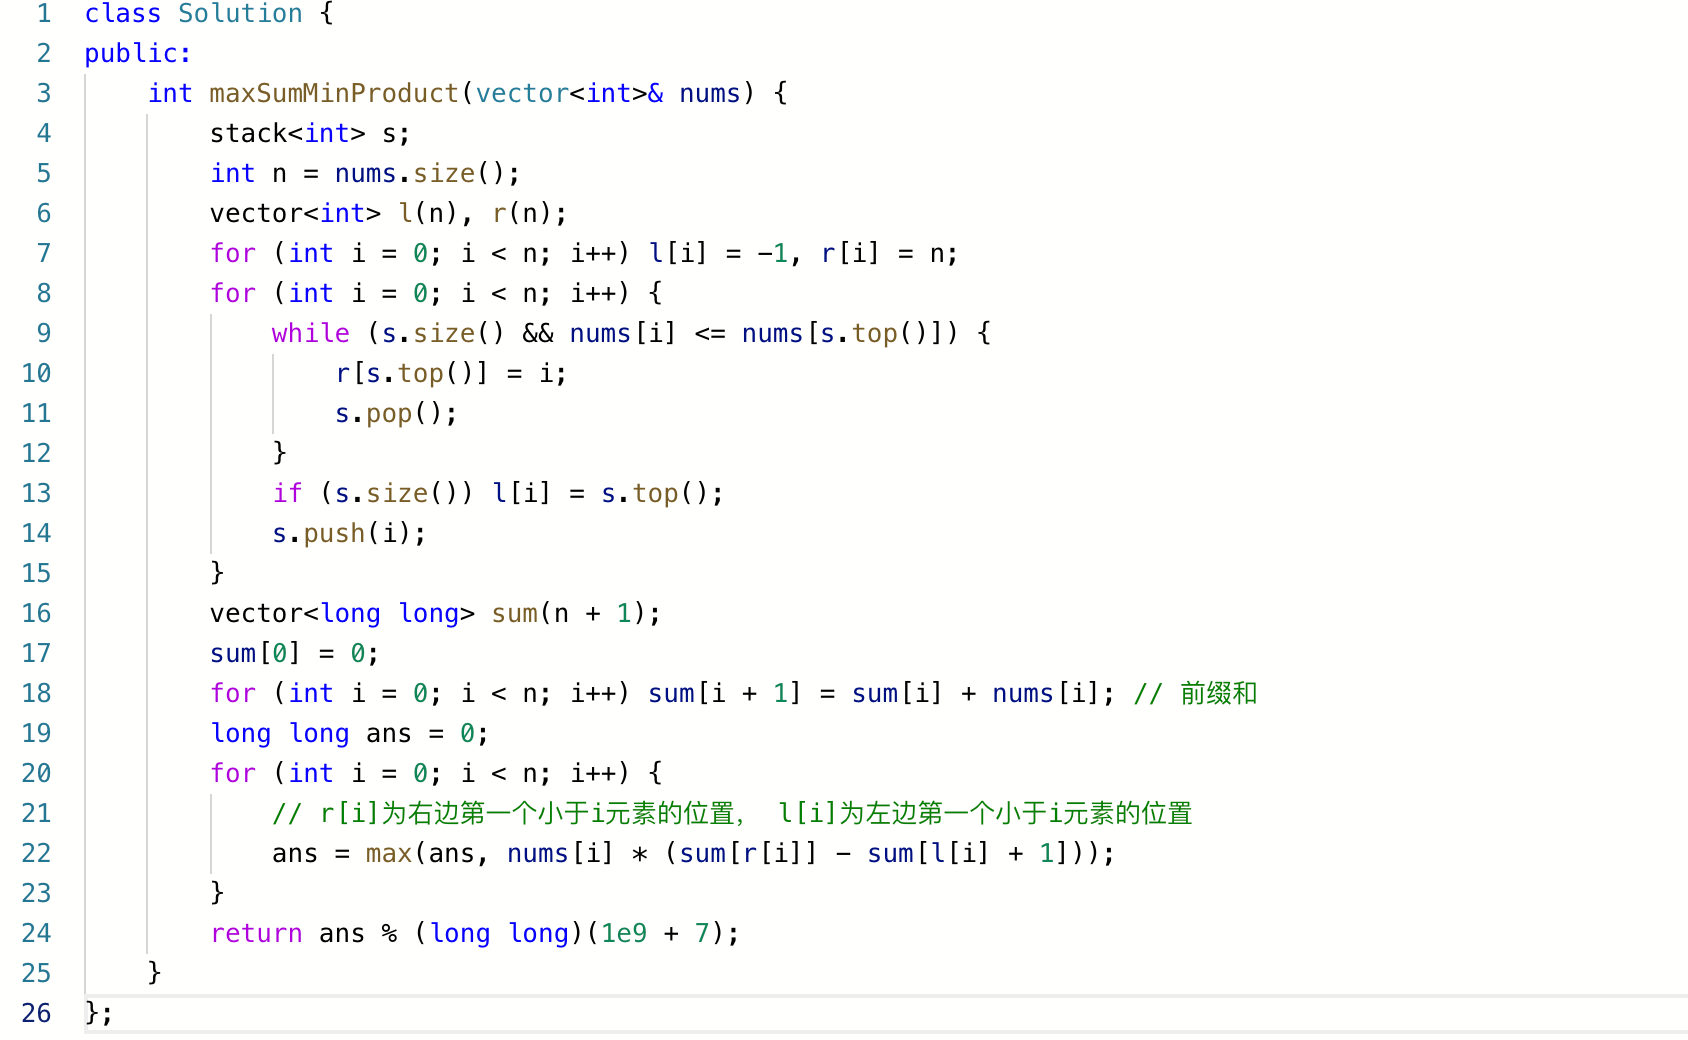 1 class Solution {
2 public:
3     int maxSumMinProduct(vector<int>& nums) {
4         stack<int> s;
5         int n = nums.size();
6         vector<int> l(n), r(n);
7         for (int i = 0; i < n; i++) l[i] = -1, r[i] = n;
8         for (int i = 0; i < n; i++) {
9             while (s.size() && nums[i] <= nums[s.top()]) {
10                 r[s.top()] = i;
11                 s.pop();
12             }
13             if (s.size()) l[i] = s.top();
14             s.push(i);
15         }
16         vector<long long> sum(n + 1);
17         sum[0] = 0;
18         for (int i = 0; i < n; i++) sum[i + 1] = sum[i] + nums[i]; // 前缀和
19         long long ans = 0;
20         for (int i = 0; i < n; i++) {
21             // r[i]为右边第一个小于i元素的位置， l[i]为左边第一个小于i元素的位置
22             ans = max(ans, nums[i] * (sum[r[i]] - sum[l[i] + 1]));
23         }
24         return ans % (long long)(1e9 + 7);
25     }
26 };